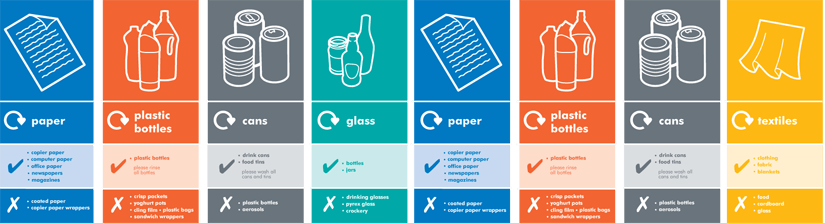 paper
copier paper
computer paper
office paper
newspapers
magazines
coated paper
copier paper wrappers
plastic
bottles
plastic bottles
please rinse
all bottles
crisp packets
yoghurt pots
cling film • plastic bags
sandwich wrappers
cans
drink cans
food tins
please wash all
cans and tins
plastic bottles
aerosols
glass
bottles
jars
drinking glasses
pyrex glass
crockery
paper
copier paper
computer paper
office paper
newspapers
magazines
coated paper
copier paper wrappers
plastic
bottles
plastic bottles
please rinse
all bottles
crisp packets
yoghurt pots
cling film • plastic bags
sandwich wrappers
cans
drink cans
food tins
please wash all
cans and tins
plastic bottles
aerosols
textiles
clothing
fabric
blankets
food
cardboard
glass